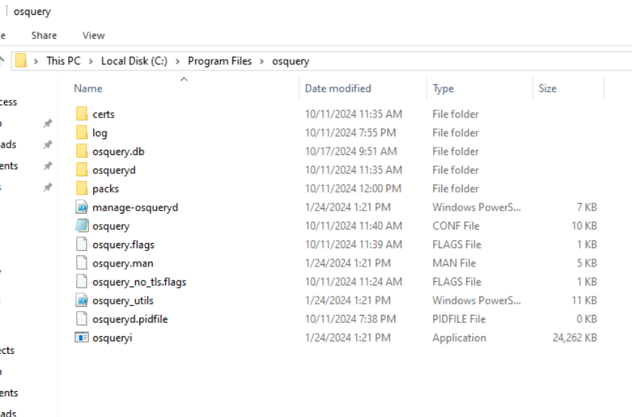 osquery
e Share View
This PC > Local Disk (C:) > Program Files > osquery
Name Date modified Type Size
cess
certs 10/11/2024 11:35 AM File folder
log 10/11/2024 7:55 PM File folder
ads osquery.db 10/17/2024 9:51 AM File folder
ents osqueryd 10/11/2024 11:35 AM File folder
s packs 10/11/2024 12:00 PM File folder
manage-osqueryd 1/24/2024 1:21 PM Windows PowerS... 7 KB
osquery 10/11/2024 11:40 AM CONF File 10 KB
osquery.flags 10/11/2024 11:39 AM FLAGS File 1 KB
osquery.man 1/24/2024 1:21 PM MAN File 5 KB
osquery_no_tls.flags 10/11/2024 11:24 AM FLAGS File 1 KB
osquery_utils 1/24/2024 1:21 PM Windows PowerS... 11 KB
osqueryd.pidfile 10/11/2024 7:38 PM PIDFILE File 0 KB
osqueryi 1/24/2024 1:21 PM Application 24,262 KB
ects
ents
ads